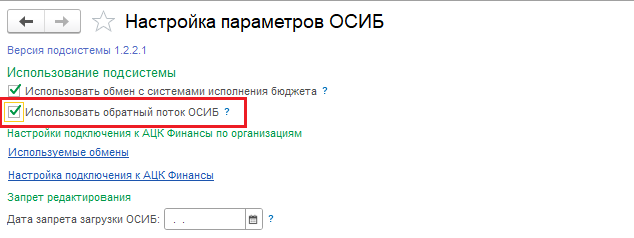 Настройка параметров ОСИБ
Версия подсистемы 1.2.2.1
Использование подсистемы
Использовать обмен с системами исполнения бюджета ?
Использовать обратный поток ОСИБ ?
Настройки подключения к АЦК Финансы по организациям
Используемые обмены
Настройка подключения к АЦК Финансы
Запрет редактирования
Дата запрета загрузки ОСИБ: . . ?